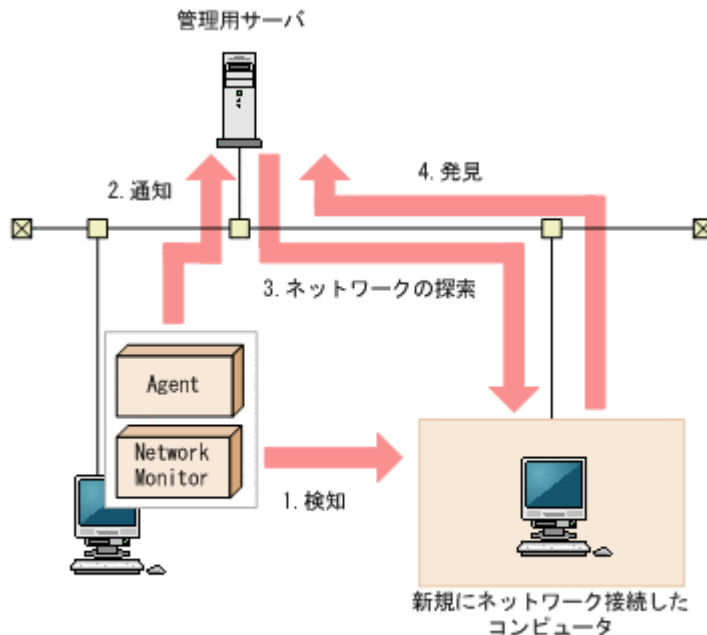 管理用サーバ
2.通知
4.発見
3.ネットワークの探索
Agent
Network
Monitor
1.検知
新規にネットワーク接続した
コンピュータ